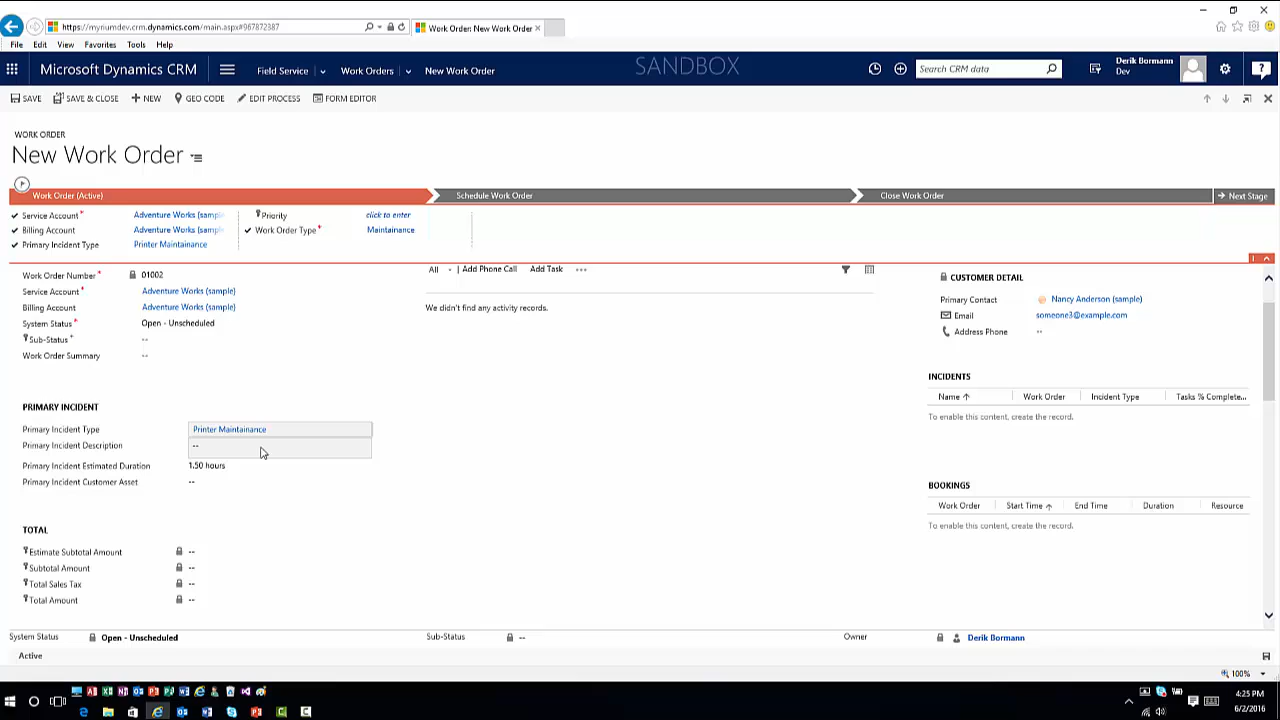 https://myriumdev.crm.dynamics.com/main.aspx#967872387
Work Order: New Work Order
File Edit View Favorites Tools Help
Microsoft Dynamics CRM Field Service Work Orders New Work Order SANDBOX Search CRM data Derik Bormann
Dev
SAVE SAVE & CLOSE NEW GEO CODE EDIT PROCESS FORM EDITOR
WORK ORDER
New Work Order
Work Order (Active) Schedule Work Order Close Work Order Next Stage
Service Account* Adventure Works (sample Priority click to enter
Billing Account Adventure Works (sample Work Order Type* Maintainance
Primary Incident Type Printer Maintainance
Work Order Number* 01002
Service Account* Adventure Works (sample)
Billing Account Adventure Works (sample)
System Status* Open - Unscheduled
Sub-Status* --
Work Order Summary --
PRIMARY INCIDENT
Primary Incident Type Printer Maintainance
Primary Incident Description --
Primary Incident Estimated Duration 1.50 hours
Primary Incident Customer Asset --
TOTAL
Estimate Subtotal Amount --
Subtotal Amount --
Total Sales Tax --
Total Amount --
All | Add Phone Call Add Task ...
We didn't find any activity records.
CUSTOMER DETAIL
Primary Contact Nancy Anderson (sample)
Email someone3@example.com
Address Phone --
INCIDENTS
Name Work Order Incident Type Tasks % Complete...
To enable this content, create the record.
BOOKINGS
Work Order Start Time End Time Duration Resource
To enable this content, create the record.
System Status Open - Unscheduled Sub-Status -- Owner Derik Bormann
Active
100%
4:25 PM
6/2/2016